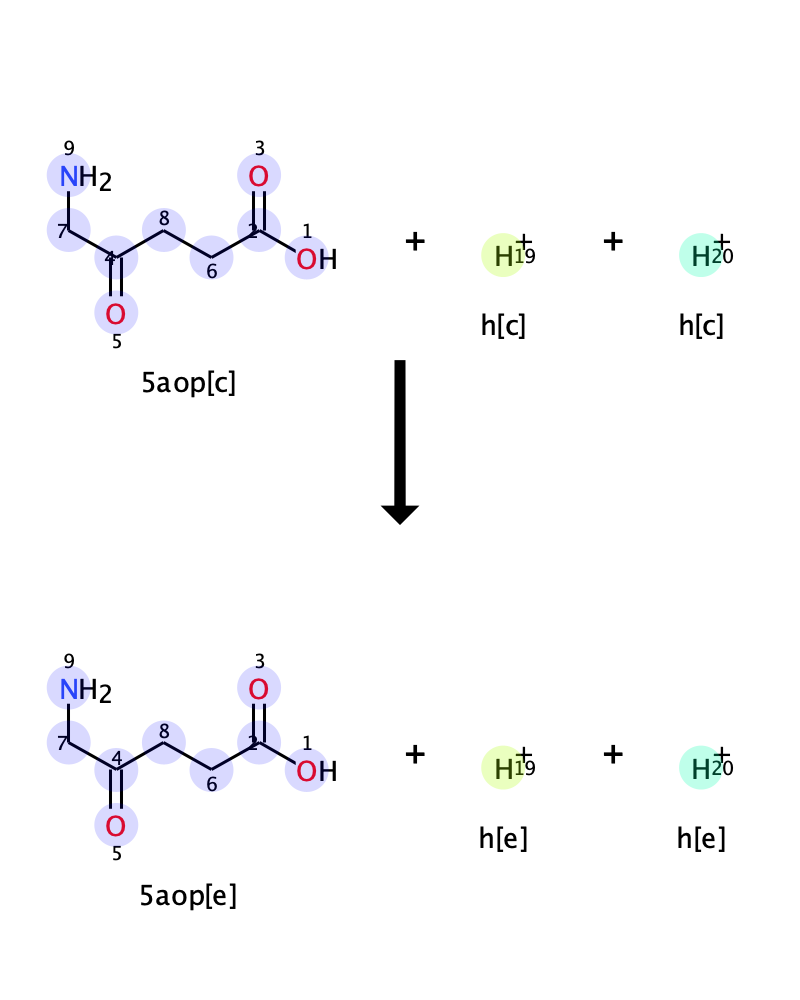 9 3
NH2 O
7 8 2 1
4 6 OH
O
5
5aop[c]
+ H+ 19 + H+ 20
h[c] h[c]
9 3
NH2 O
7 8 2 1
4 6 OH
O
5
5aop[e]
+ H+ 19 + H+ 20
h[e] h[e]